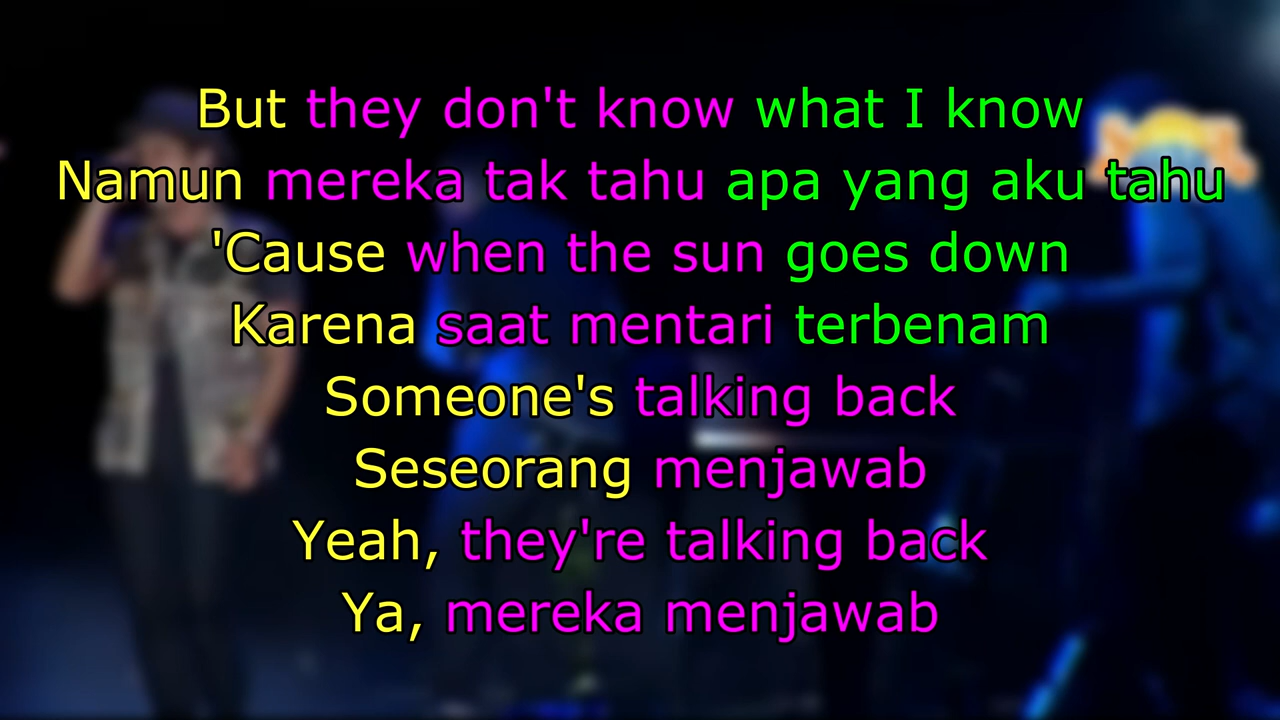 But they don't know what I know
Namun mereka tak tahu apa yang aku tahu
'Cause when the sun goes down
Karena saat mentari terbenam
Someone's talking back
Seseorang menjawab
Yeah, they're talking back
Ya, mereka menjawab